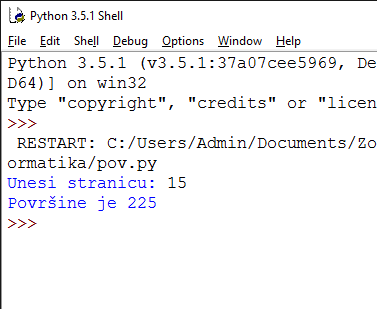 Python 3.5.1 Shell
File Edit Shell Debug Options Window Help
Python 3.5.1 (v3.5.1:37a07cee5969, De
D64)] on win32
Type "copyright", "credits" or "licen
>>>
RESTART: C:/Users/Admin/Documents/Zo
ormatika/pov.py
Unesi stranicu: 15
Površine je 225
>>>